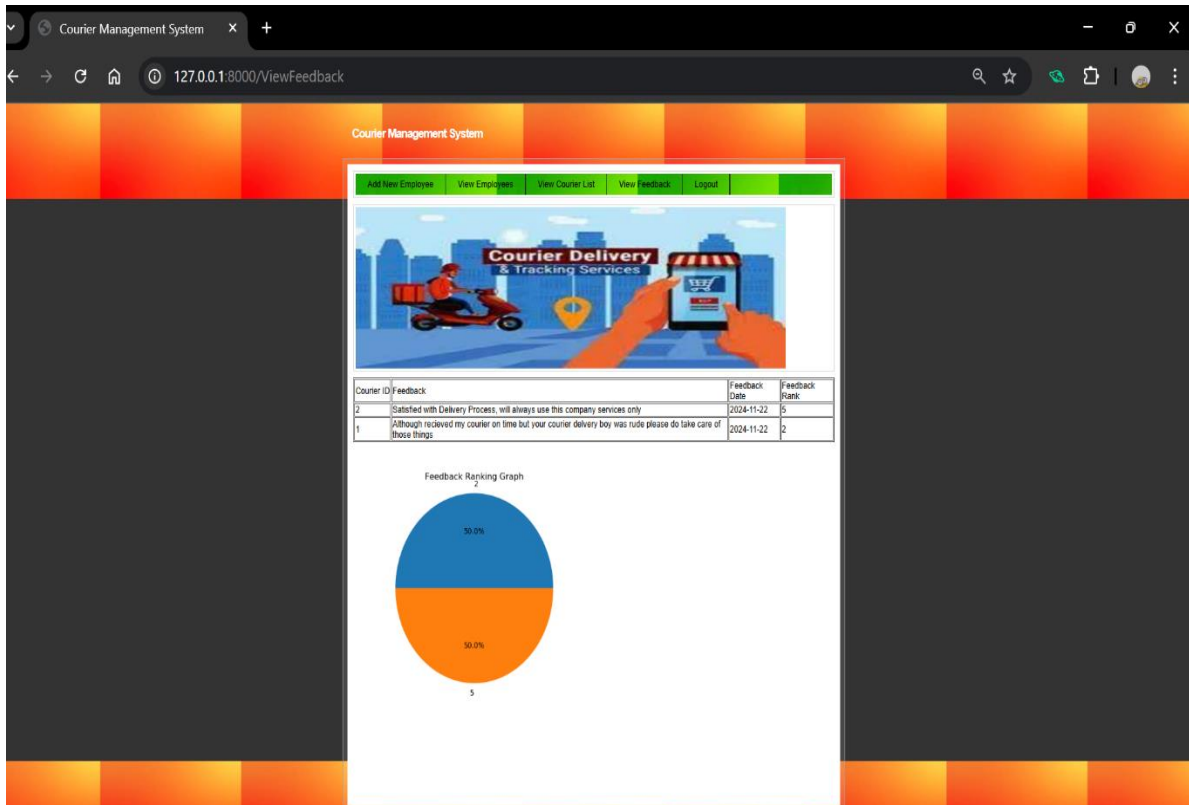 Courier Management System
127.0.0.1:8000/ViewFeedback
Courier Management System
Add New Employee View Employees View Courier List View Feedback Logout
Courier Delivery
& Tracking Services
Courier ID Feedback Feedback Date Feedback Rank
2 Satisfied with Delivery Process, will always use this company services only 2024-11-22 5
1 Although recieved my courier on time but your courier delvery boy was rude please do take care of
those things 2024-11-22 2
Feedback Ranking Graph
2
50.0%
50.0%
5